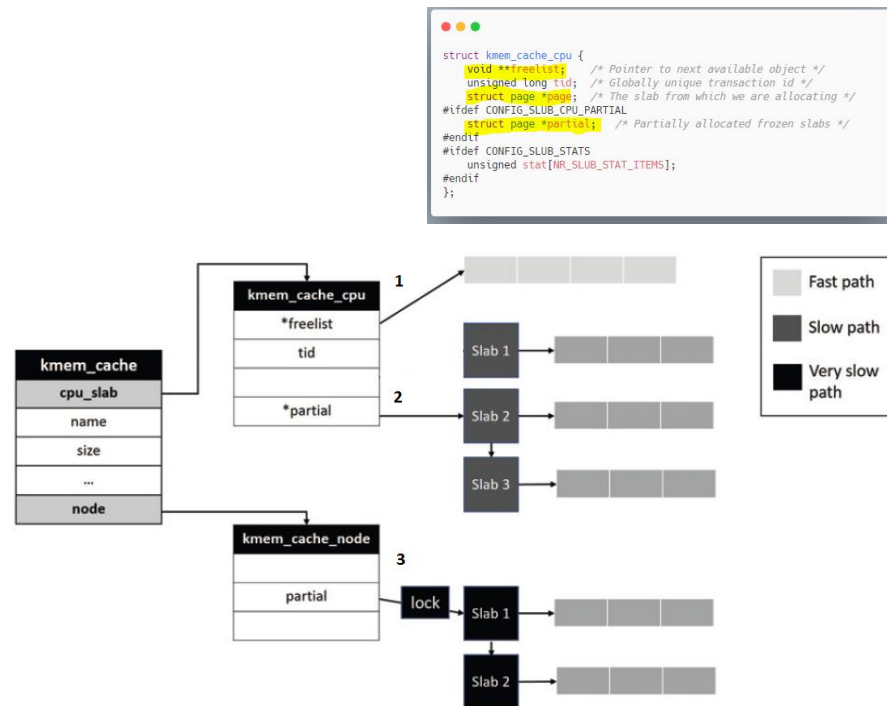 struct kmem_cache_cpu {
void **freelist; /* Pointer to next available object */
unsigned long tid; /* Globally unique transaction id */
struct page *page; /* The slab from which we are allocating */
#ifdef CONFIG_SLUB_CPU_PARTIAL
struct page *partial; /* Partially allocated frozen slabs */
#endif
#ifdef CONFIG_SLUB_STATS
unsigned stat[NR_SLUB_STAT_ITEMS];
#endif
};
kmem_cache
cpu_slab
name
size
...
node
kmem_cache_cpu
*freelist
tid
*partial
1
2
Slab 1
Slab 2
Slab 3
kmem_cache_node
partial
3
lock
Slab 1
Slab 2
Fast path
Slow path
Very slow
path